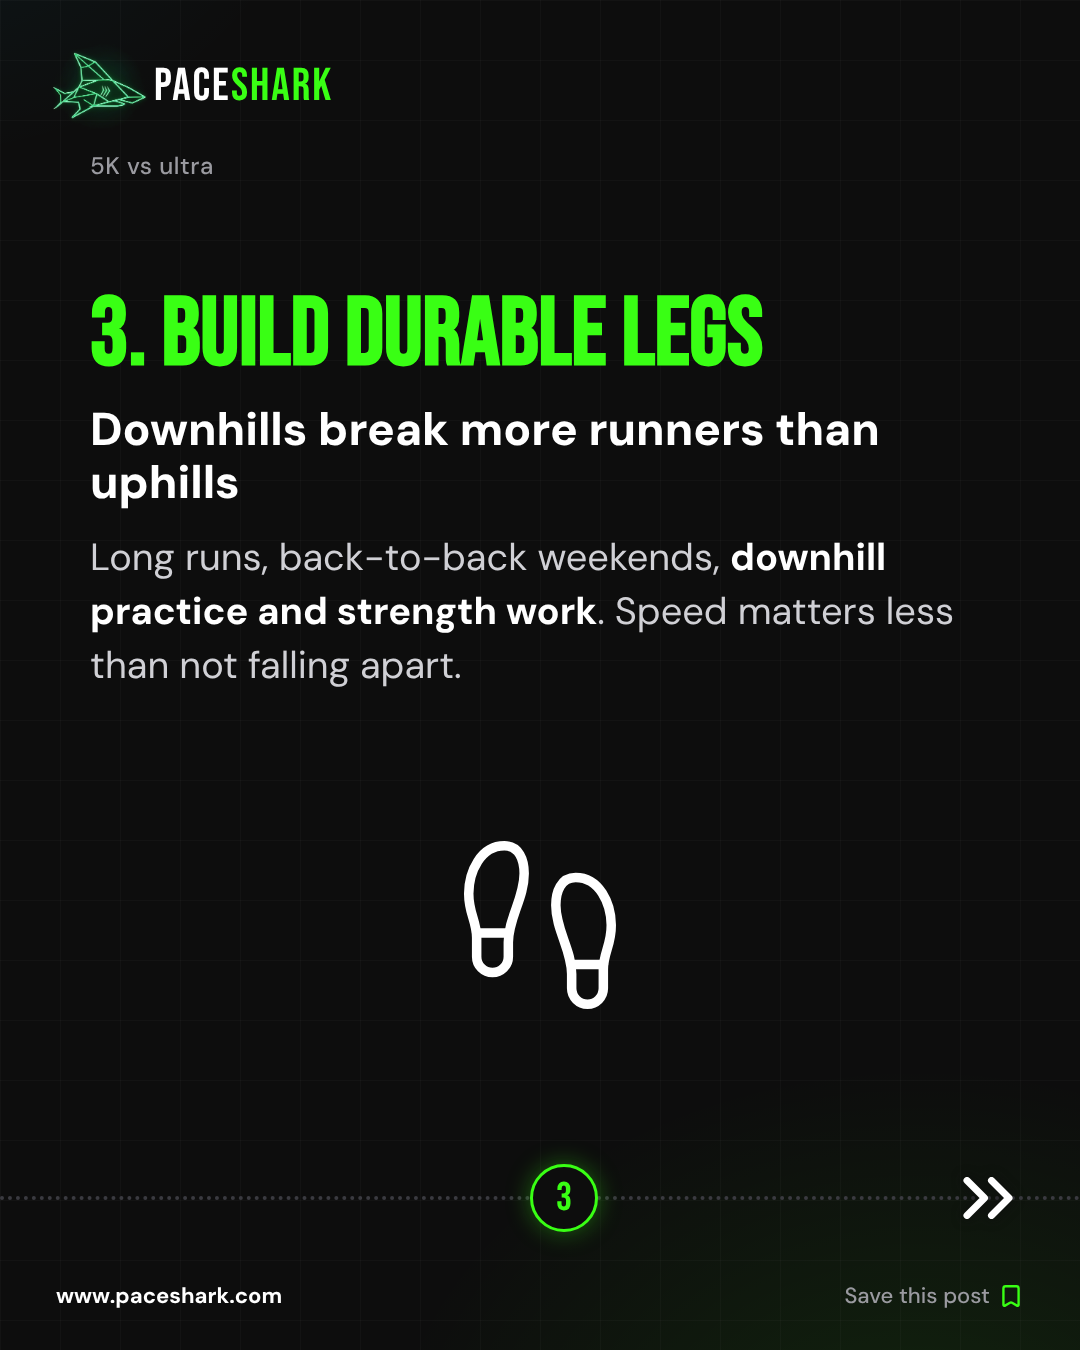 PACESHARK
5K vs ultra
3. BUILD DURABLE LEGS
Downhills break more runners than
uphills
Long runs, back-to-back weekends, downhill
practice and strength work. Speed matters less
than not falling apart.
3
www.paceshark.com
Save this post